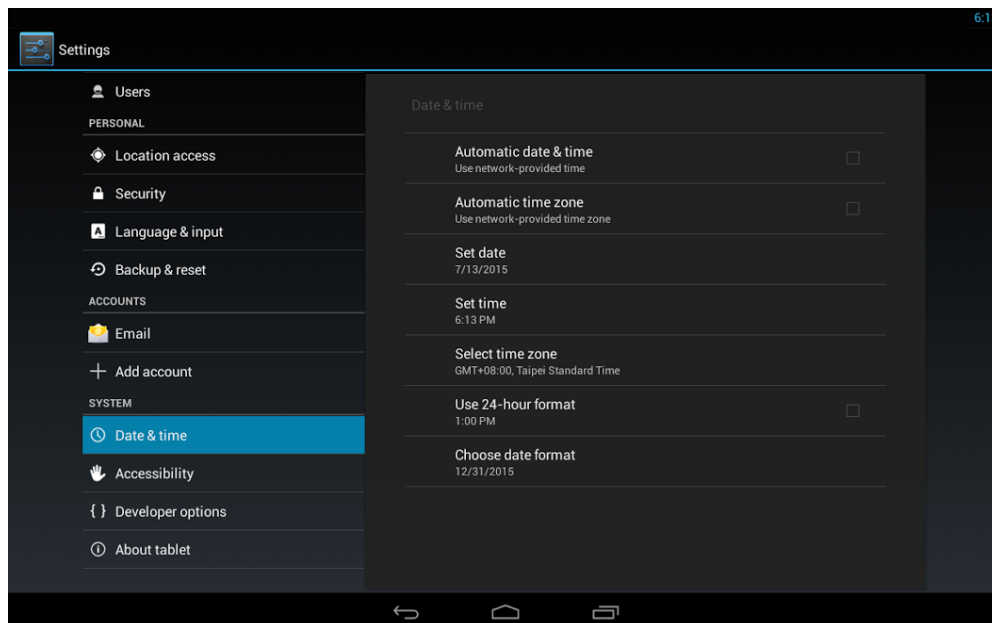 6:1
Settings
Users
PERSONAL
Location access
Security
A Language & input
Backup & reset
ACCOUNTS
@ Email
Add account
SYSTEM
Date & time
Accessibility
{ } Developer options
About tablet
Date & time
Automatic date & time
Use network-provided time
Automatic time zone
Use network-provided time zone
Set date
7/13/2015
Set time
6:13 PM
Select time zone
GMT+08:00, Taipei Standard Time
Use 24-hour format
1:00 PM
Choose date format
12/31/2015